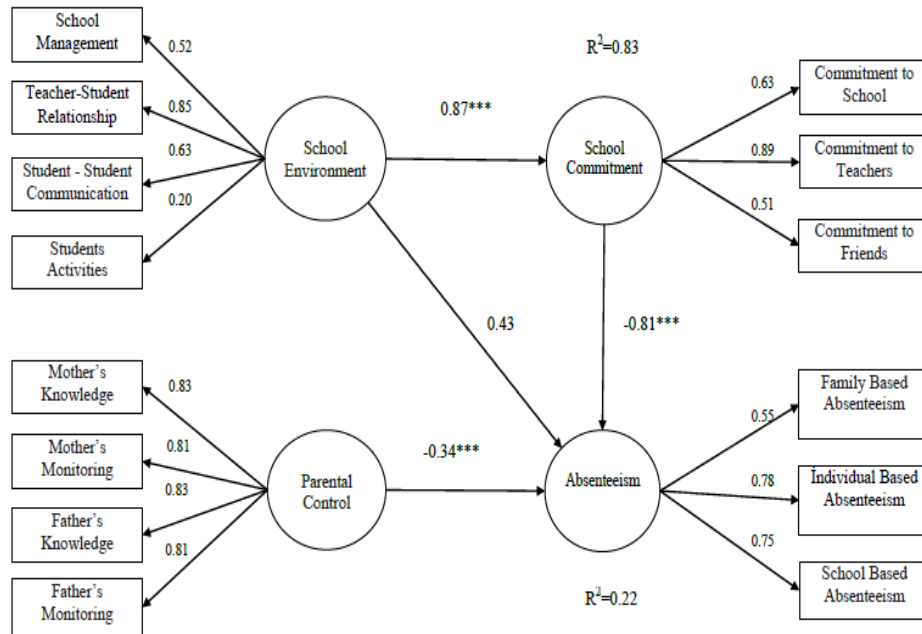 School
Management
0.52
R²=0.83
Teacher-Student
Relationship
0.85
School
Environment
0.87***
School
Commitment
0.63
Commitment to
School
Student - Student
Communication
0.63
0.89
Commitment to
Teachers
0.20
0.51
Students
Activities
Commitment to
Friends
0.43
-0.81***
Mother's
Knowledge
0.83
Family Based
Absenteeism
0.55
Mother's
Monitoring
0.81
Parental
Control
-0.34***
Absenteeism
0.78
Individual Based
Absenteeism
Father's
Knowledge
0.83
0.75
Father's
Monitoring
0.81
School Based
Absenteeism
R²=0.22